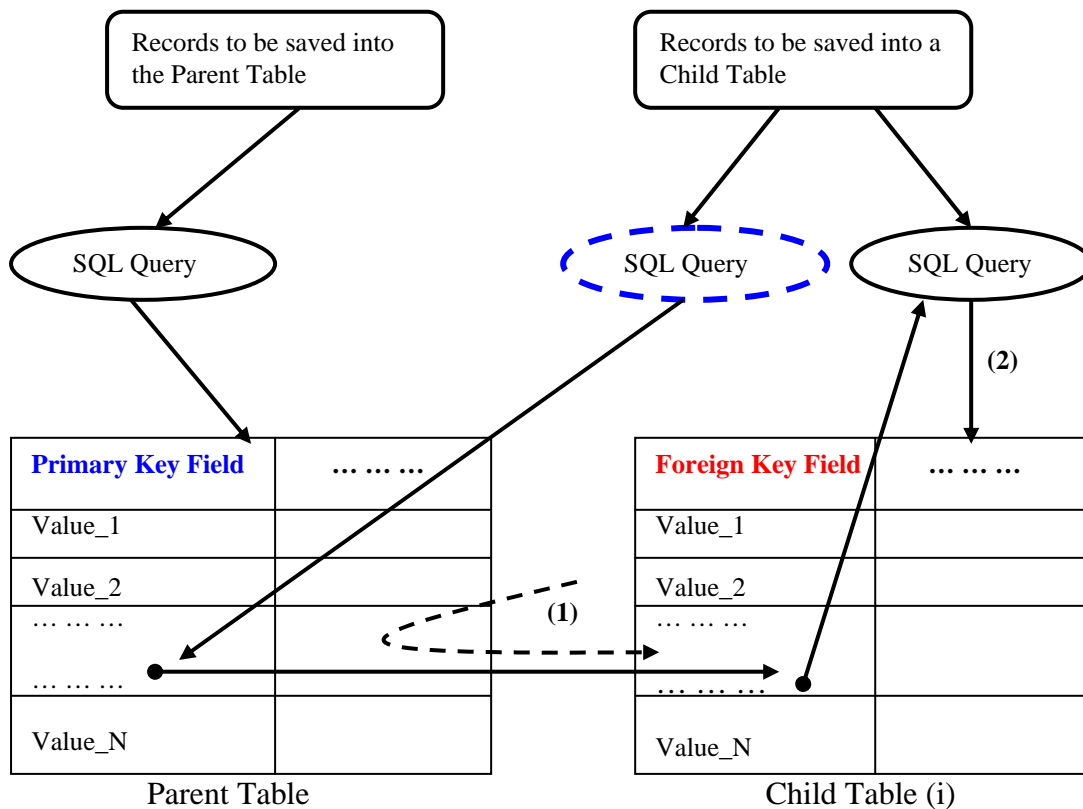 Records to be saved into
the Parent Table
Records to be saved into a
Child Table
SQL Query
SQL Query
SQL Query
(2)
Primary Key Field
… … …
Foreign Key Field
… … …
Value_1
Value_1
Value_2
Value_2
(1)
… … …
… … …
… … …
… … …
Value_N
Value_N
Parent Table
Child Table (i)